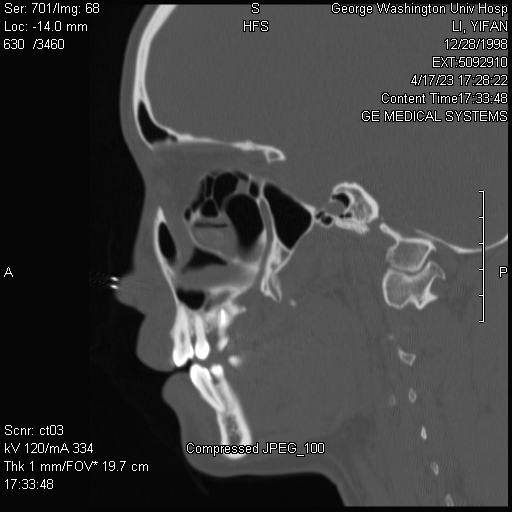 Ser: 701/Img: 68
Loc: -14.0 mm
630 /3460
S
HFS
George Washington Univ Hosp
LI, YIFAN
12/28/1998
EXT:5092910
4/17/23 17:28:22
Content Time17:33:48
GE MEDICAL SYSTEMS
A
P
Scnr: ct03
kV 120/mA 334
Thk 1 mm/FOV* 19.7 cm
17:33:48
Compressed JPEG_100